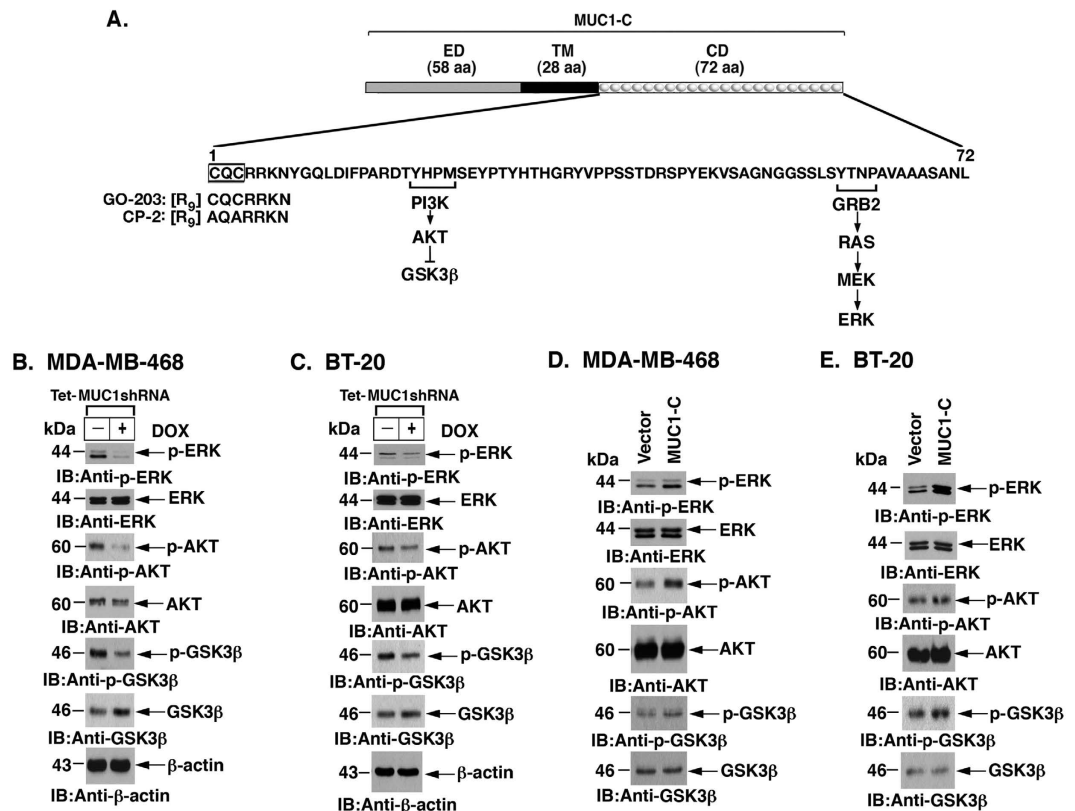 A.
MUC1-C
ED TM CD
(58 aa) (28 aa) (72 aa)
1 72
CQCRRKNYGQLDIFPARDTYHPMSEYPTYHTHGRYVPPSSTDRSPYEKVSAGNGGSSLSYTNPAVAAASANL
GO-203: [R9] CQCRRKN
CP-2: [R9] AQARRKN
PI3K
AKT
GSK3β
GRB2
RAS
MEK
ERK
B. MDA-MB-468
Tet-MUC1shRNA
kDa − + DOX
44 p-ERK
IB:Anti-p-ERK
44 ERK
IB:Anti-ERK
60 p-AKT
IB:Anti-p-AKT
60 AKT
IB:Anti-AKT
46 p-GSK3β
IB:Anti-p-GSK3β
46 GSK3β
IB:Anti-GSK3β
43 β-actin
IB:Anti-β-actin
C. BT-20
Tet-MUC1shRNA
kDa − + DOX
44 p-ERK
IB:Anti-p-ERK
44 ERK
IB:Anti-ERK
60 p-AKT
IB:Anti-p-AKT
60 AKT
IB:Anti-AKT
46 p-GSK3β
IB:Anti-p-GSK3β
46 GSK3β
IB:Anti-GSK3β
43 β-actin
IB:Anti-β-actin
D. MDA-MB-468
Vector MUC1-C
kDa
44 p-ERK
IB:Anti-p-ERK
44 ERK
IB:Anti-ERK
60 p-AKT
IB:Anti-p-AKT
60 AKT
IB:Anti-AKT
46 p-GSK3β
IB:Anti-p-GSK3β
46 GSK3β
IB:Anti-GSK3β
E. BT-20
Vector MUC1-C
kDa
44 p-ERK
IB:Anti-p-ERK
44 ERK
IB:Anti-ERK
60 p-AKT
IB:Anti-p-AKT
60 AKT
IB:Anti-AKT
46 p-GSK3β
IB:Anti-p-GSK3β
46 GSK3β
IB:Anti-GSK3β